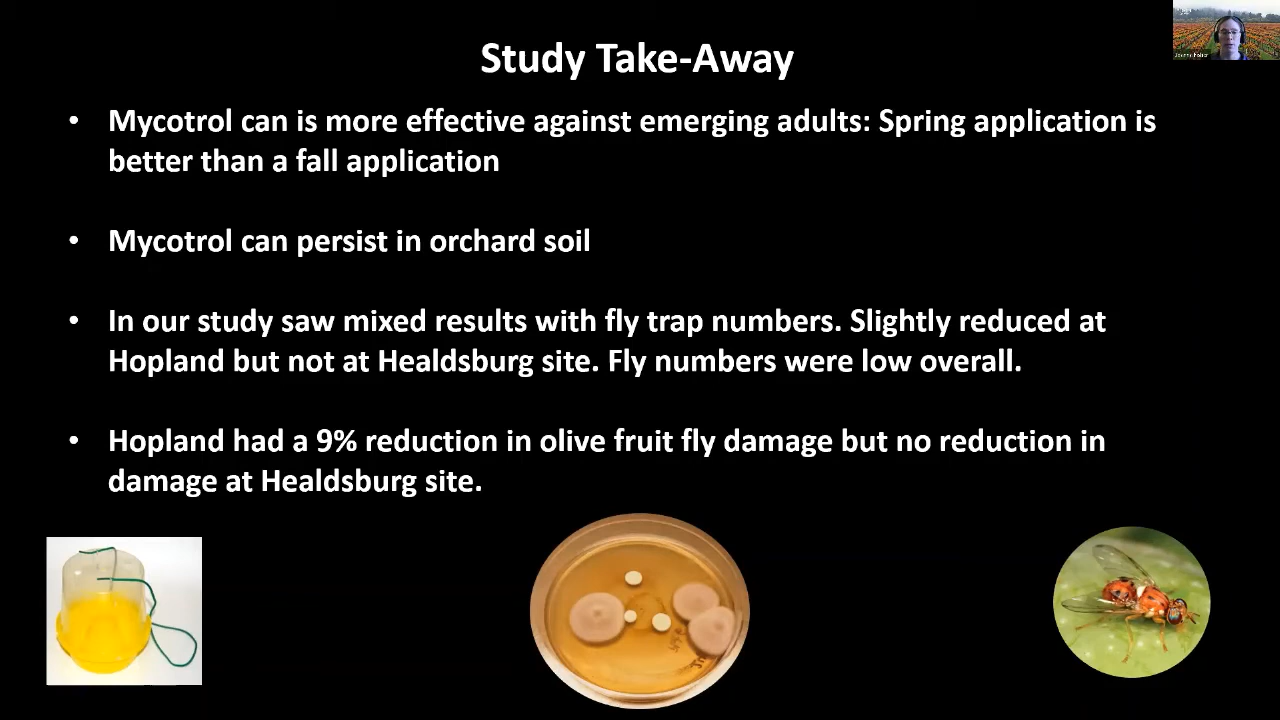 Study Take-Away
• Mycotrol can is more effective against emerging adults: Spring application is
better than a fall application
• Mycotrol can persist in orchard soil
• In our study saw mixed results with fly trap numbers. Slightly reduced at
Hopland but not at Healdsburg site. Fly numbers were low overall.
• Hopland had a 9% reduction in olive fruit fly damage but no reduction in
damage at Healdsburg site.